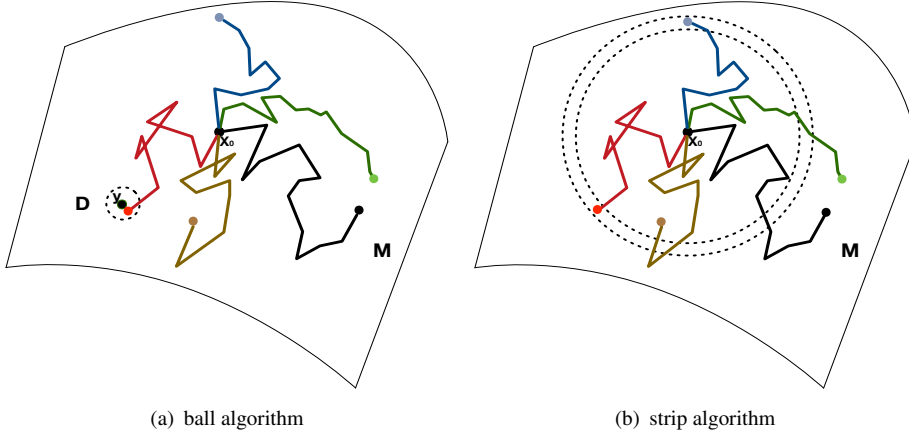 X₀
y
D
M
X₀
M
(a) ball algorithm
(b) strip algorithm